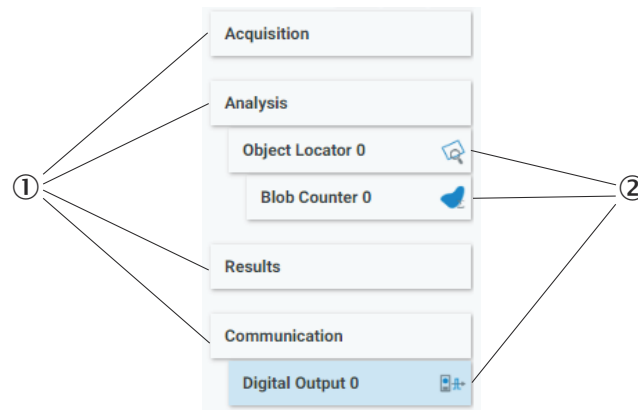 Acquisition
Analysis
Object Locator 0
Blob Counter 0
① ②
Results
Communication
Digital Output 0